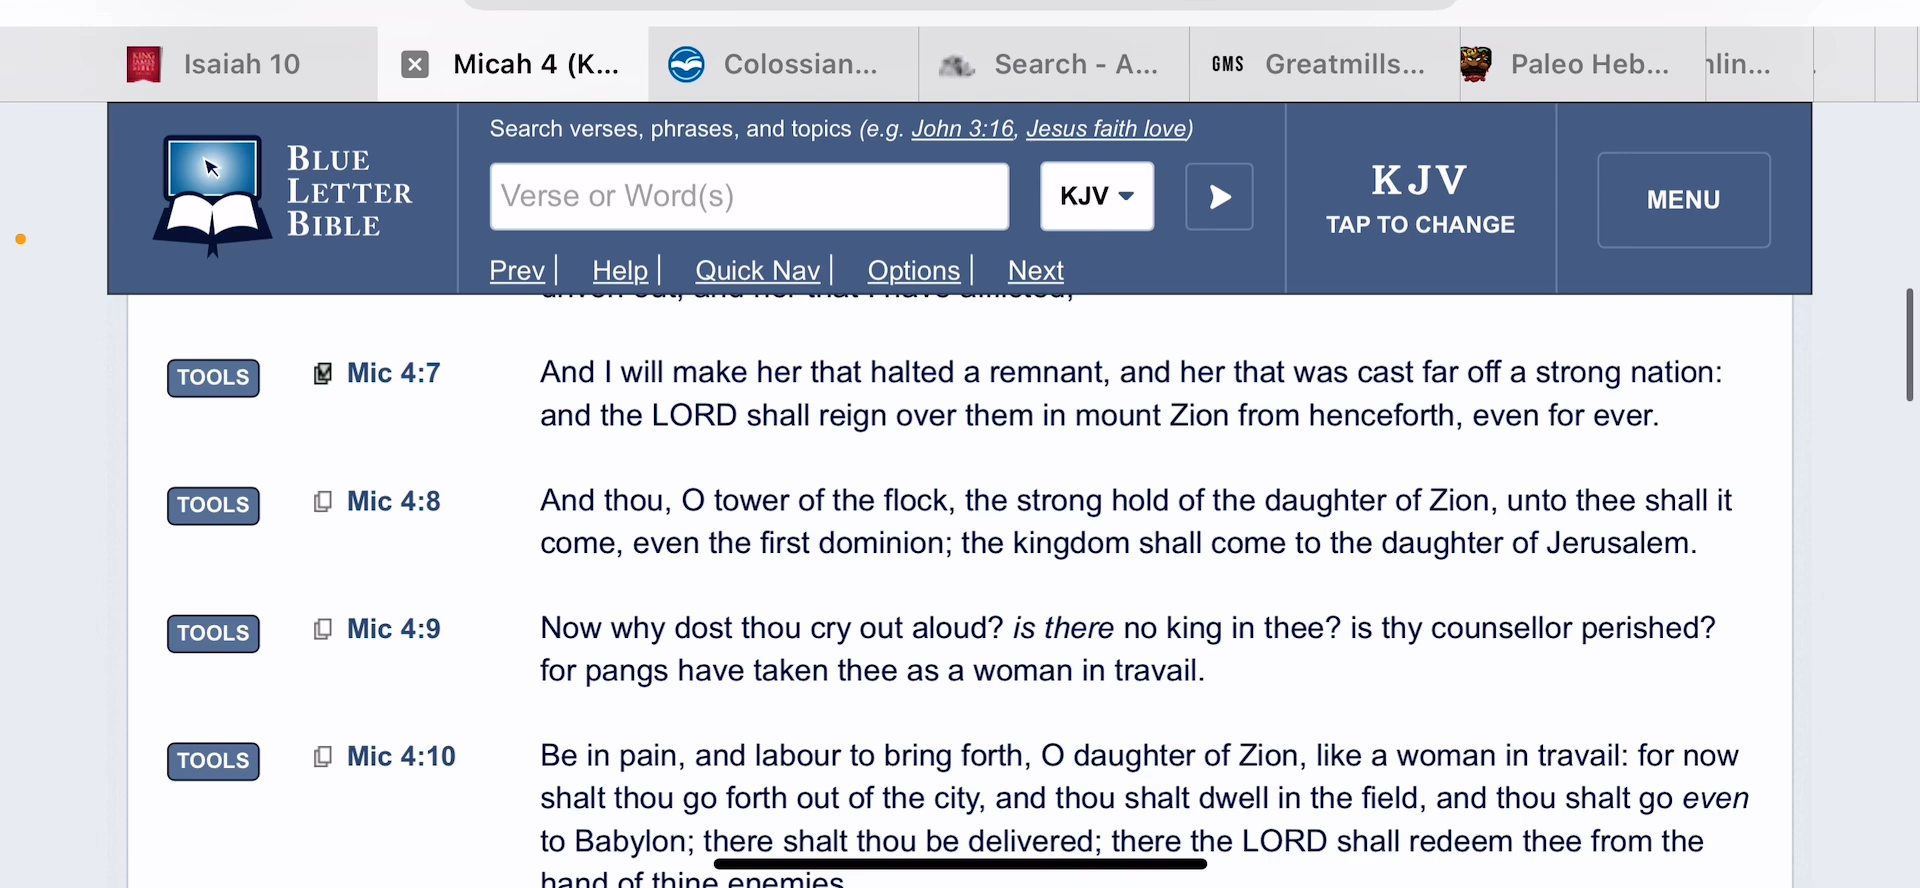 Isaiah 10
Micah 4 (K...
Colossian...
Search - A...
GMS Greatmills...
Paleo Heb...
nlin...
BLUE
LETTER
BIBLE
Search verses, phrases, and topics (e.g. John 3:16, Jesus faith love)
Verse or Word(s)
KJV
KJV
TAP TO CHANGE
MENU
Prev | Help | Quick Nav | Options | Next
driven out, and her that I have afflicted;
TOOLS Mic 4:7 And I will make her that halted a remnant, and her that was cast far off a strong nation:
and the LORD shall reign over them in mount Zion from henceforth, even for ever.
TOOLS Mic 4:8 And thou, O tower of the flock, the strong hold of the daughter of Zion, unto thee shall it
come, even the first dominion; the kingdom shall come to the daughter of Jerusalem.
TOOLS Mic 4:9 Now why dost thou cry out aloud? is there no king in thee? is thy counsellor perished?
for pangs have taken thee as a woman in travail.
TOOLS Mic 4:10 Be in pain, and labour to bring forth, O daughter of Zion, like a woman in travail: for now
shalt thou go forth out of the city, and thou shalt dwell in the field, and thou shalt go even
to Babylon; there shalt thou be delivered; there the LORD shall redeem thee from the
hand of thine enemies